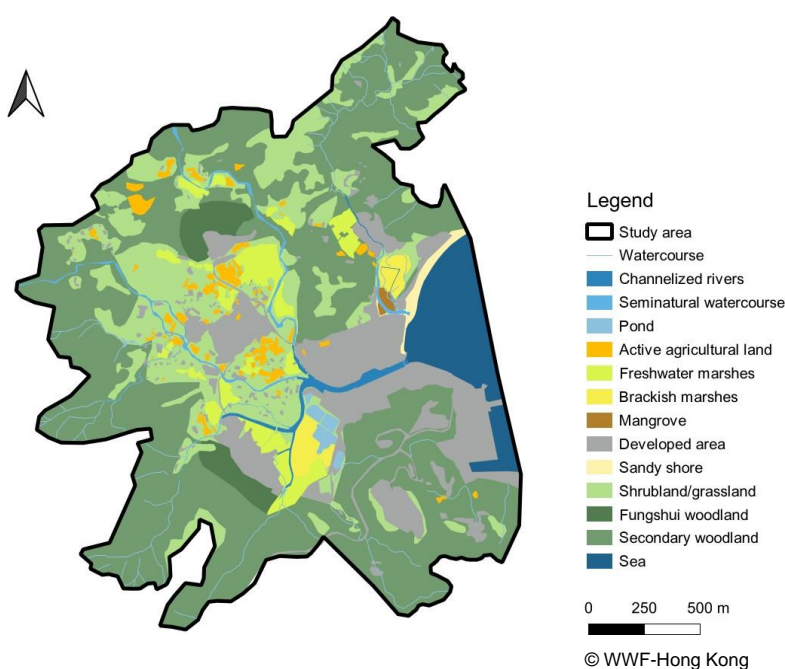 Legend
Study area
Watercourse
Channelized rivers
Seminatural watercourse
Pond
Active agricultural land
Freshwater marshes
Brackish marshes
Mangrove
Developed area
Sandy shore
Shrubland/grassland
Fungshui woodland
Secondary woodland
Sea
0 250 500 m
© WWF-Hong Kong